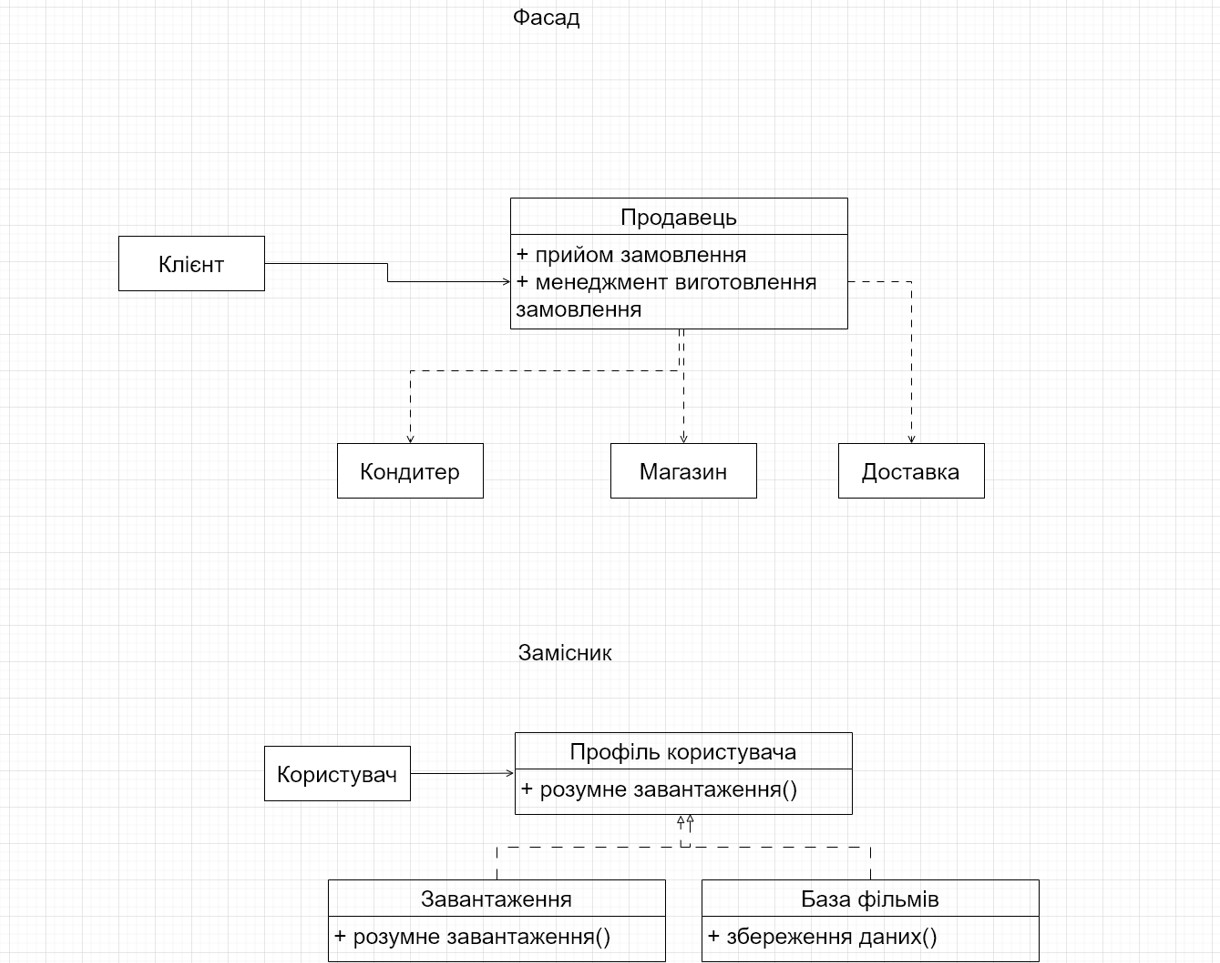 Фасад
Продавець
Клієнт
+ прийом замовлення
+ менеджмент виготовлення
замовлення
Кондитер
Магазин
Доставка
Замісник
Профіль користувача
Користувач
+ розумне завантаження()
Завантаження
База фільмів
+ розумне завантаження()
+ збереження даних()